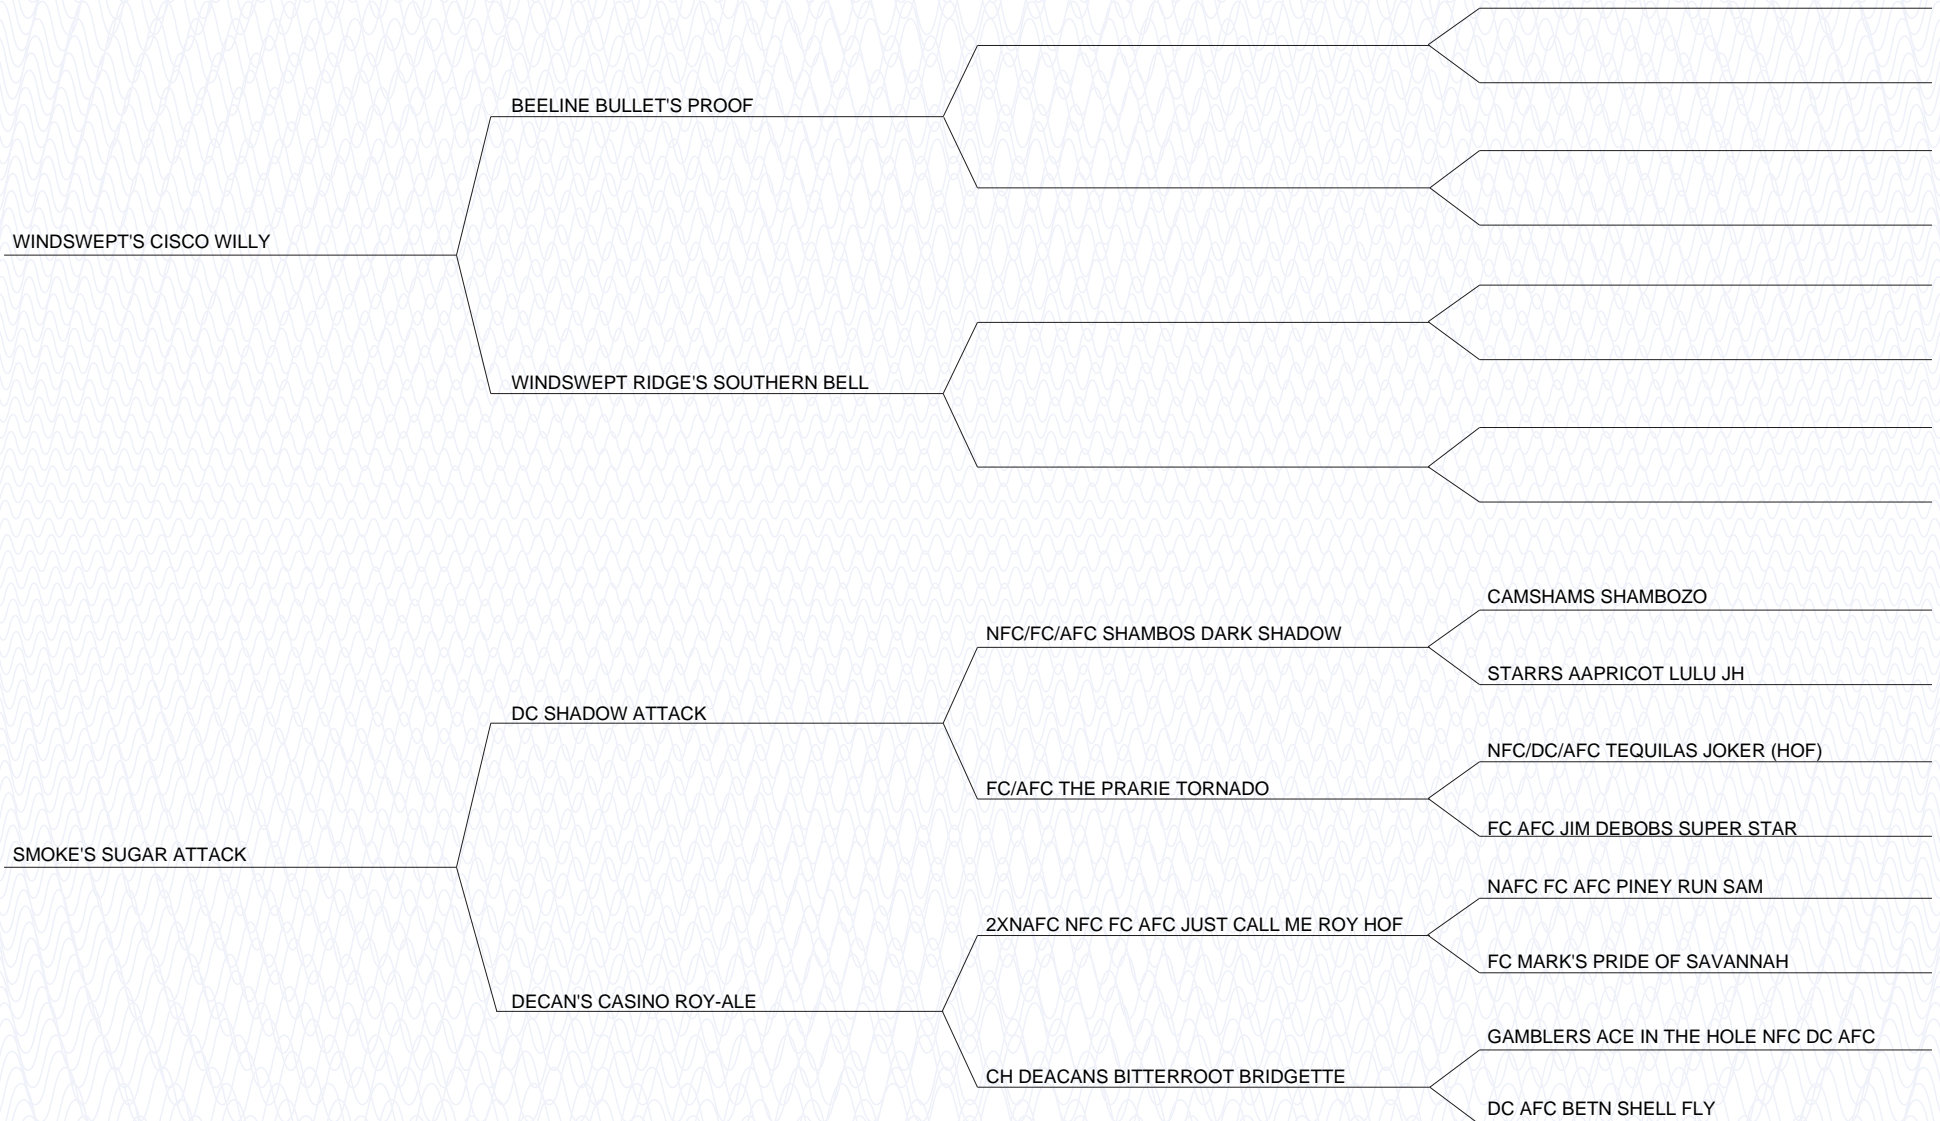 BEELINE BULLET'S PROOF
WINDSWEPT'S CISCO WILLY
WINDSWEPT RIDGE'S SOUTHERN BELL
CAMSHAMS SHAMBOZO
NFC/FC/AFC SHAMBOS DARK SHADOW
STARRS AAPRICOT LULU JH
DC SHADOW ATTACK
NFC/DC/AFC TEQUILAS JOKER (HOF)
FC/AFC THE PRARIE TORNADO
FC AFC JIM DEBOBS SUPER STAR
SMOKE'S SUGAR ATTACK
NAFC FC AFC PINEY RUN SAM
2XNAFC NFC FC AFC JUST CALL ME ROY HOF
FC MARK'S PRIDE OF SAVANNAH
DECAN'S CASINO ROY-ALE
GAMBLERS ACE IN THE HOLE NFC DC AFC
CH DEACANS BITTERROOT BRIDGETTE
DC AFC BETN SHELL FLY